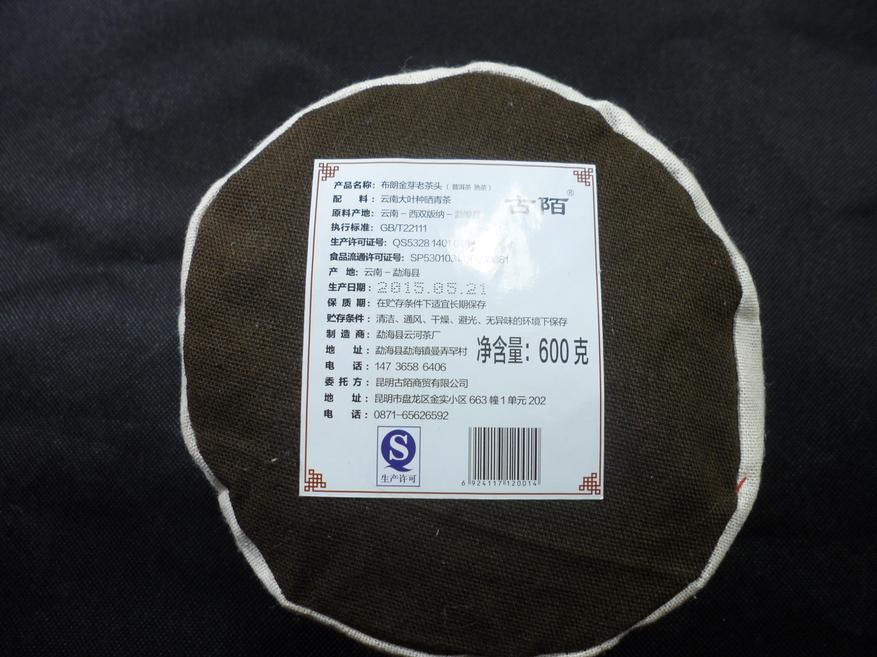 产品名称：布朗金芽老茶头（普洱茶 熟茶）
古陌®
配 料：云南大叶种晒青茶
原料产地：云南－西双版纳－
执行标准：GB/T22111
生产许可证号：QS5328 1401
食品流通许可证号：SP530103
产 地：云南－勐海县
生产日期：2015.05.21
保 质 期：在贮存条件下适宜长期保存
贮存条件：清洁、通风、干燥、避光、无异味的环境下保存
制 造 商：勐海县云河茶厂
地 址：勐海县勐海镇曼弄罕村
净含量：600 克
电 话：147 3658 6406
委 托 方：昆明古陌商贸有限公司
地 址：昆明市盘龙区金实小区 663 幢 1 单元 202
电 话：0871-65626592
生产许可
6 924117 120014